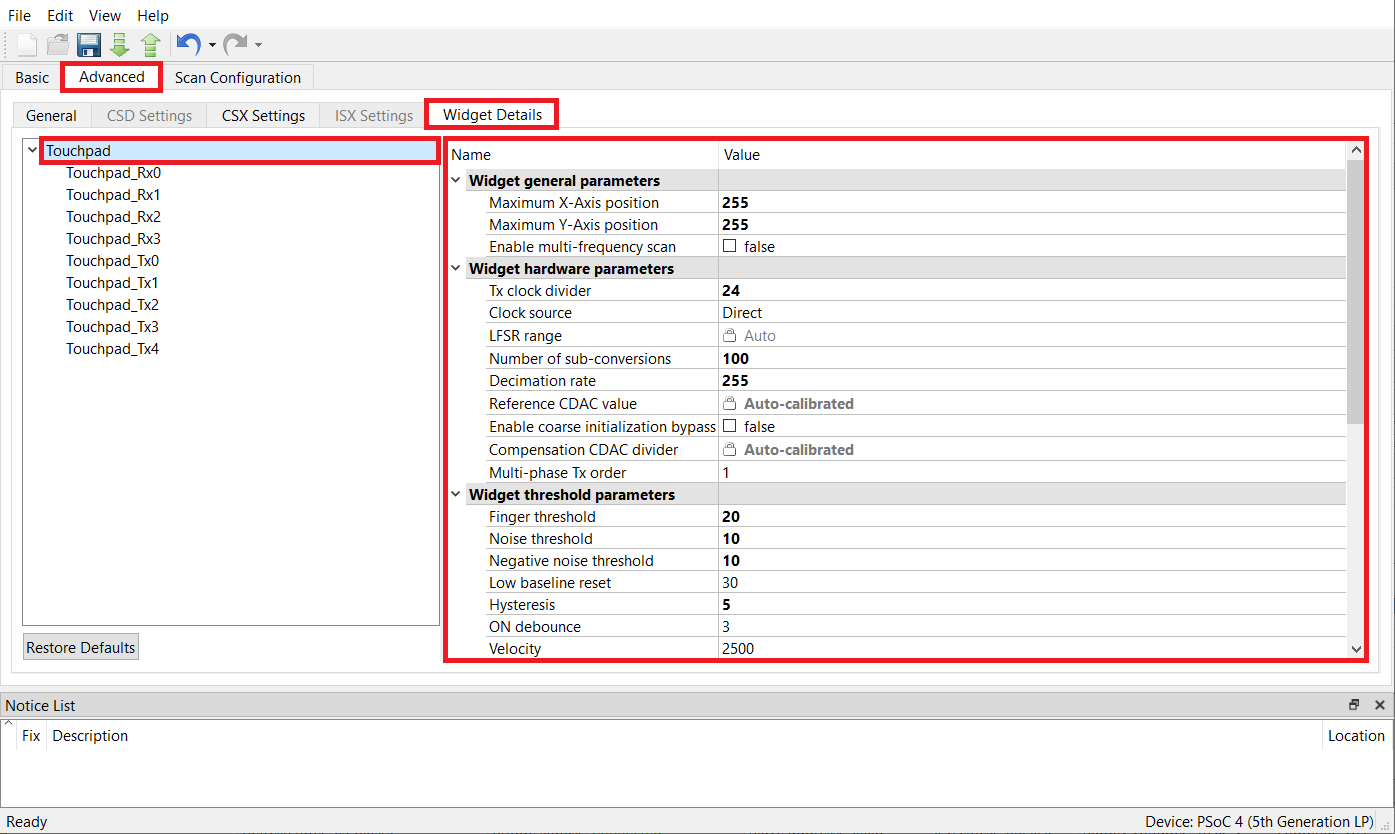 File Edit View Help
Basic Advanced Scan Configuration
General CSD Settings CSX Settings ISX Settings Widget Details
Touchpad
Touchpad_Rx0
Touchpad_Rx1
Touchpad_Rx2
Touchpad_Rx3
Touchpad_Tx0
Touchpad_Tx1
Touchpad_Tx2
Touchpad_Tx3
Touchpad_Tx4
Restore Defaults
Name Value
Widget general parameters
Maximum X-Axis position 255
Maximum Y-Axis position 255
Enable multi-frequency scan false
Widget hardware parameters
Tx clock divider 24
Clock source Direct
LFSR range Auto
Number of sub-conversions 100
Decimation rate 255
Reference CDAC value Auto-calibrated
Enable coarse initialization bypass false
Compensation CDAC divider Auto-calibrated
Multi-phase Tx order 1
Widget threshold parameters
Finger threshold 20
Noise threshold 10
Negative noise threshold 10
Low baseline reset 30
Hysteresis 5
ON debounce 3
Velocity 2500
Notice List
Fix Description Location
Ready Device: PSoC 4 (5th Generation LP)